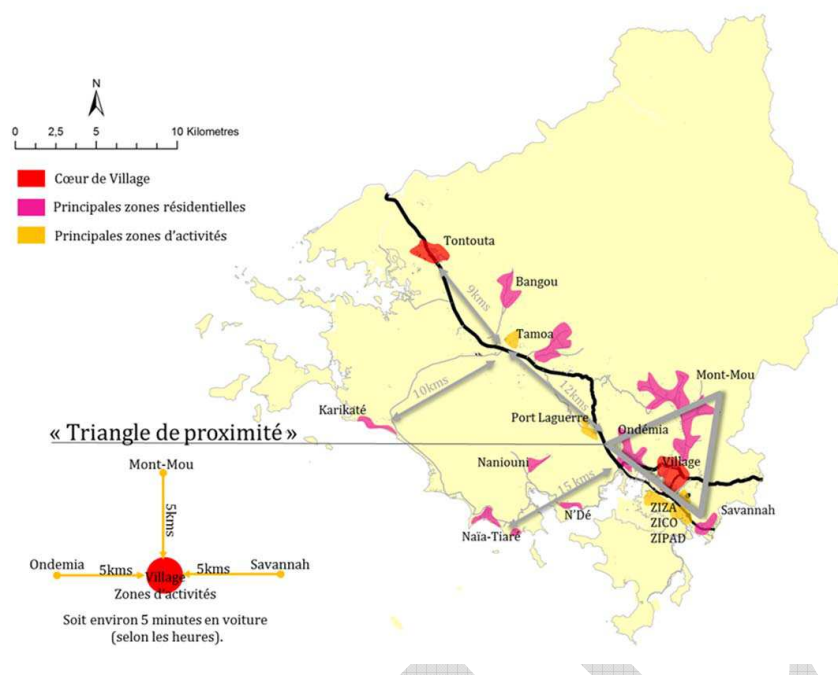 N
0 2,5 5 10 Kilometres
Cœur de Village
Principales zones résidentielles
Principales zones d'activités
Tontouta
Bangou
9kms
Tamoa
10kms
12kms
Mont-Mou
Karikaté
Port Laguerre
Ondémia
« Triangle de proximité »
Naniouni
Village
15 kms
ZIZA
ZICO
ZIPAD
Savannah
N'Dé
Naïa-Tiaré
Mont-Mou
5kms
Ondemia
5kms
Village
5kms
Savannah
Zones d'activités
Soit environ 5 minutes en voiture
(selon les heures).